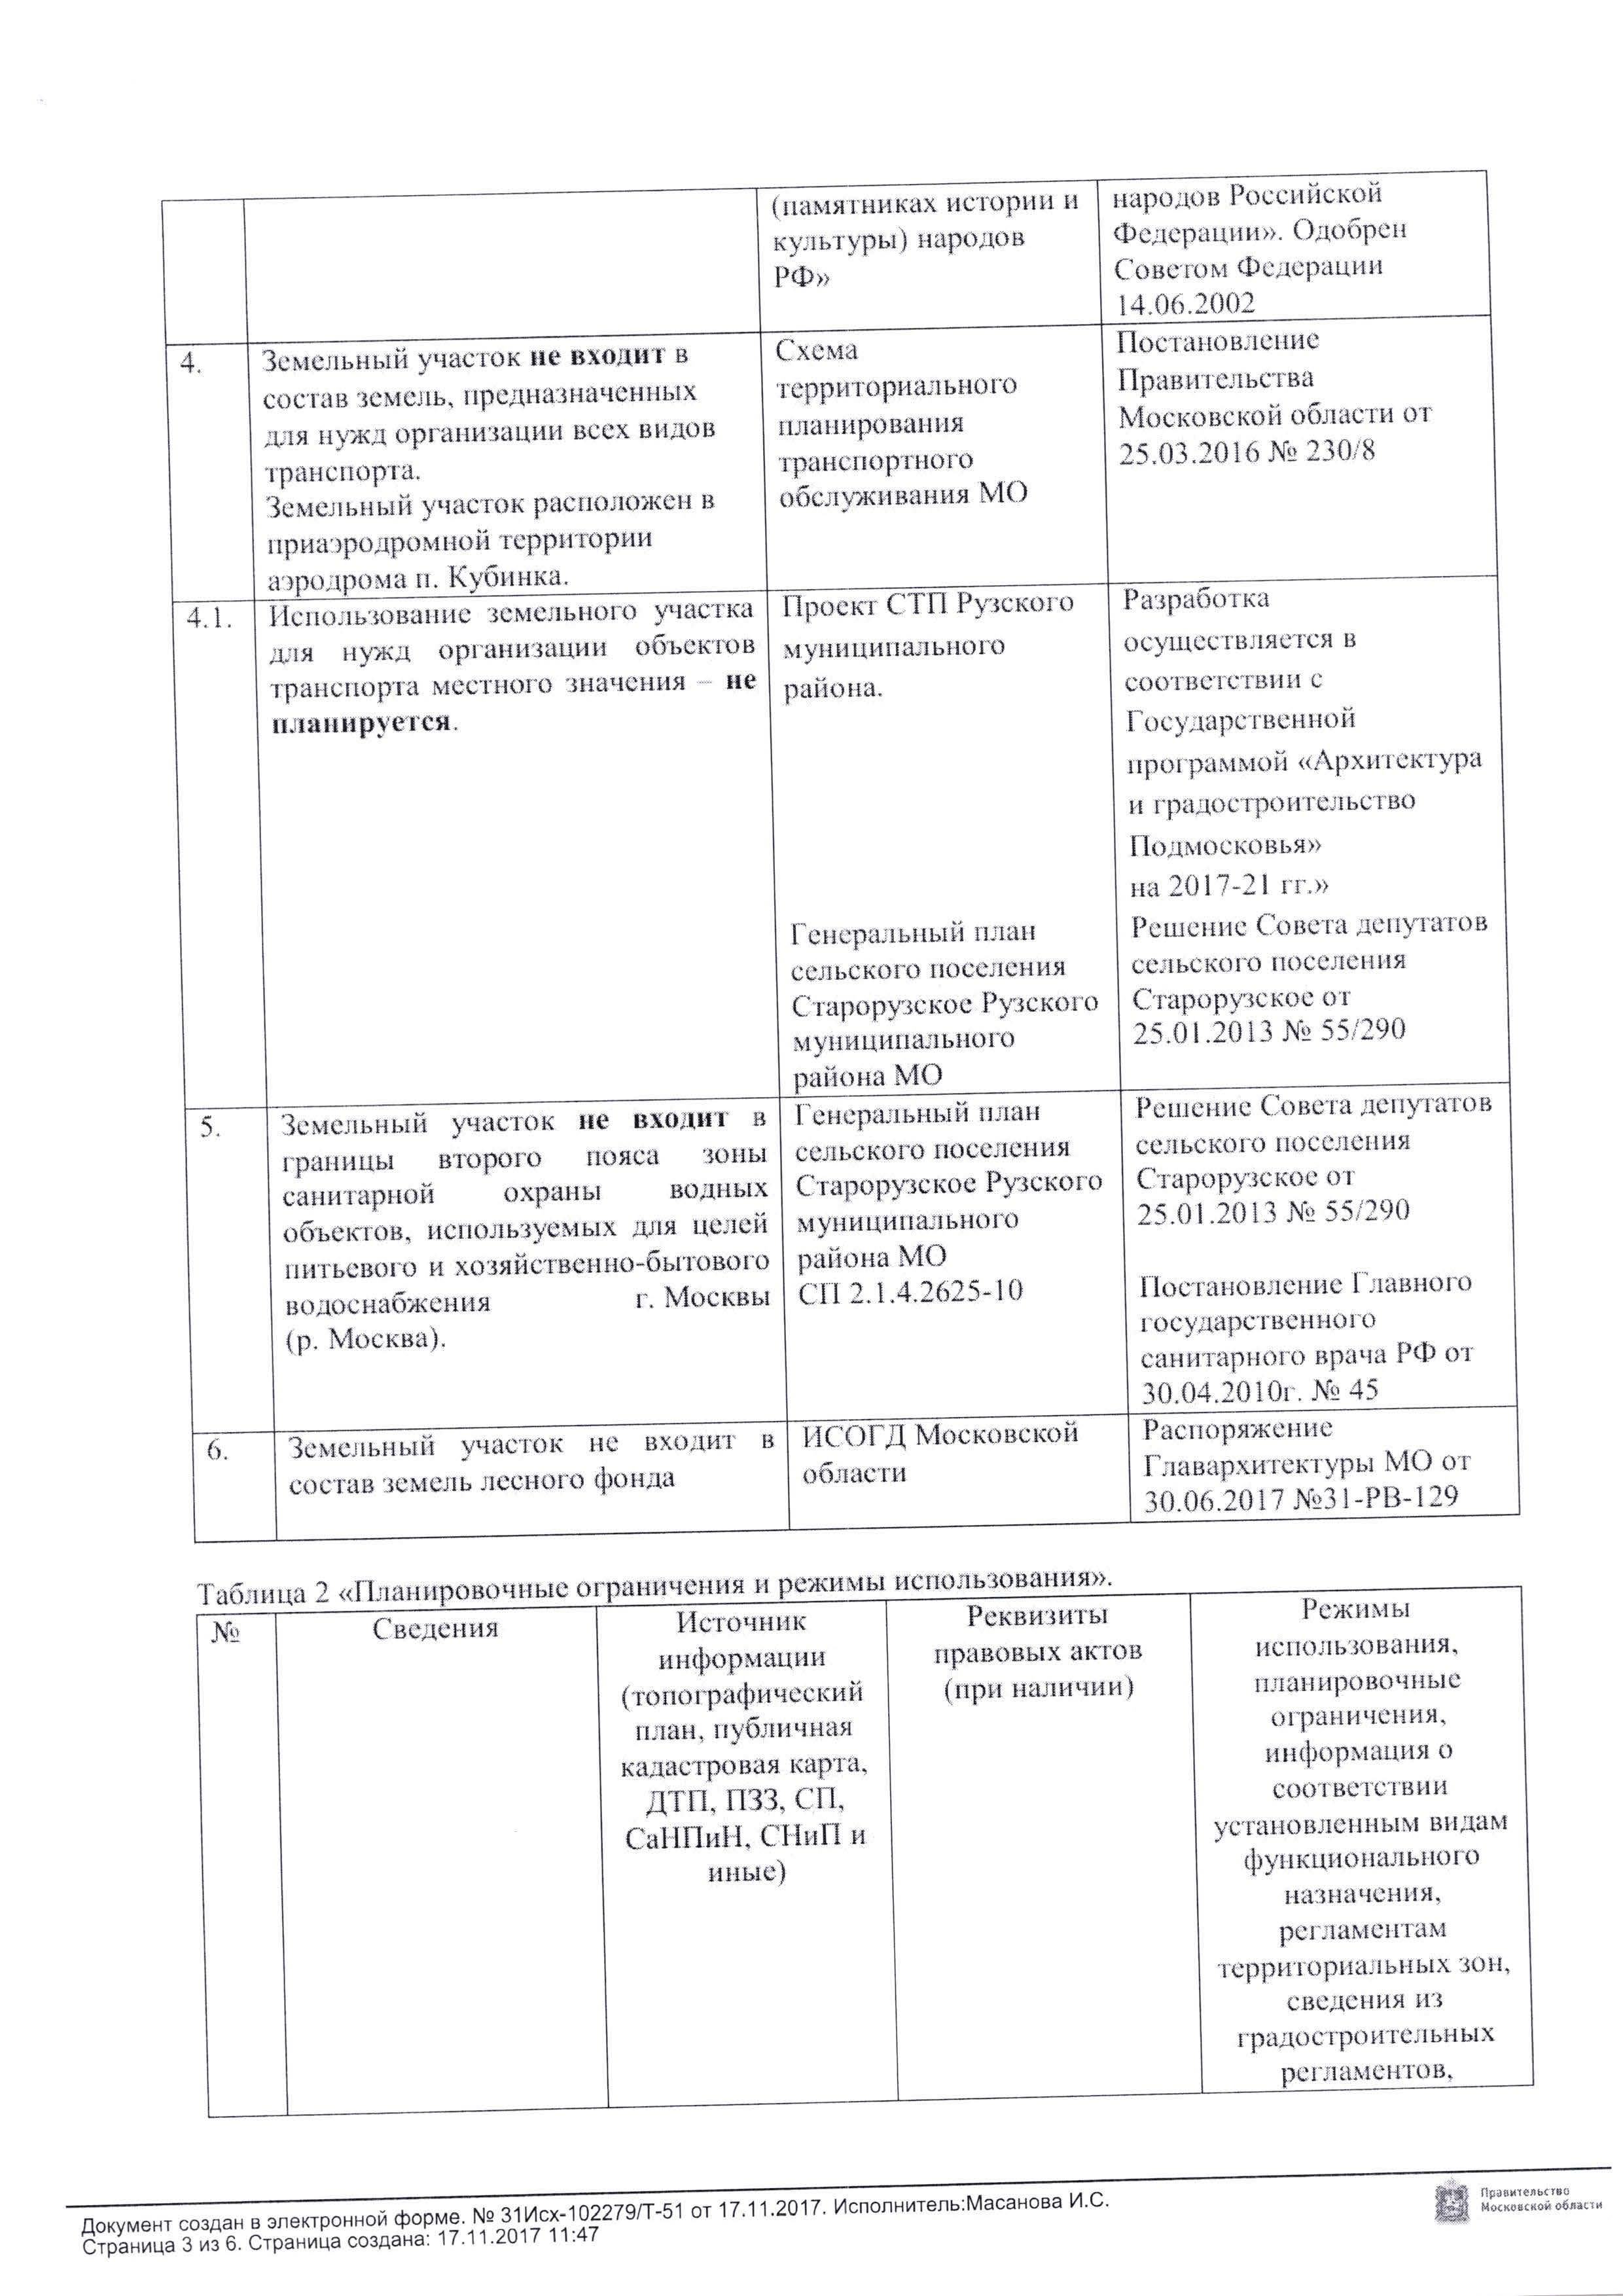 (памятниках истории и
культуры) народов
РФ»
народов Российской
Федерации». Одобрен
Советом Федерации
14.06.2002
4.
Земельный участок не входит в
состав земель, предназначенных
для нужд организации всех видов
транспорта.
Земельный участок расположен в
приаэродромной территории
аэродрома п. Кубинка.
Схема
территориального
планирования
транспортного
обслуживания МО
Постановление
Правительства
Московской области от
25.03.2016 № 230/8
4.1.
Использование земельного участка
для нужд организации объектов
транспорта местного значения – не
планируется.
Проект СТП Рузского
муниципального
района.
Генеральный план
сельского поселения
Старорузское Рузского
муниципального
района МО
Разработка
осуществляется в
соответствии с
Государственной
программой «Архитектура
и градостроительство
Подмосковья»
на 2017-21 гг.»
Решение Совета депутатов
сельского поселения
Старорузское от
25.01.2013 № 55/290
5.
Земельный участок не входит в
границы второго пояса зоны
санитарной охраны водных
объектов, используемых для целей
питьевого и хозяйственно-бытового
водоснабжения г. Москвы
(р. Москва).
Генеральный план
сельского поселения
Старорузское Рузского
муниципального
района МО
СП 2.1.4.2625-10
Решение Совета депутатов
сельского поселения
Старорузское от
25.01.2013 № 55/290
Постановление Главного
государственного
санитарного врача РФ от
30.04.2010г. № 45
6.
Земельный участок не входит в
состав земель лесного фонда
ИСОГД Московской
области
Распоряжение
Главархитектуры МО от
30.06.2017 №31-РВ-129
Таблица 2 «Планировочные ограничения и режимы использования».
№
Сведения
Источник
информации
(топографический
план, публичная
кадастровая карта,
ДТП, ПЗЗ, СП,
СаНПиН, СНиП и
иные)
Реквизиты
правовых актов
(при наличии)
Режимы
использования,
планировочные
ограничения,
информация о
соответствии
установленным видам
функционального
назначения,
регламентам
территориальных зон,
сведения из
градостроительных
регламентов,
Документ создан в электронной форме. № 31Исх-102279/Т-51 от 17.11.2017. Исполнитель:Масанова И.С.
Страница 3 из 6. Страница создана: 17.11.2017 11:47
Правительство
Московской области